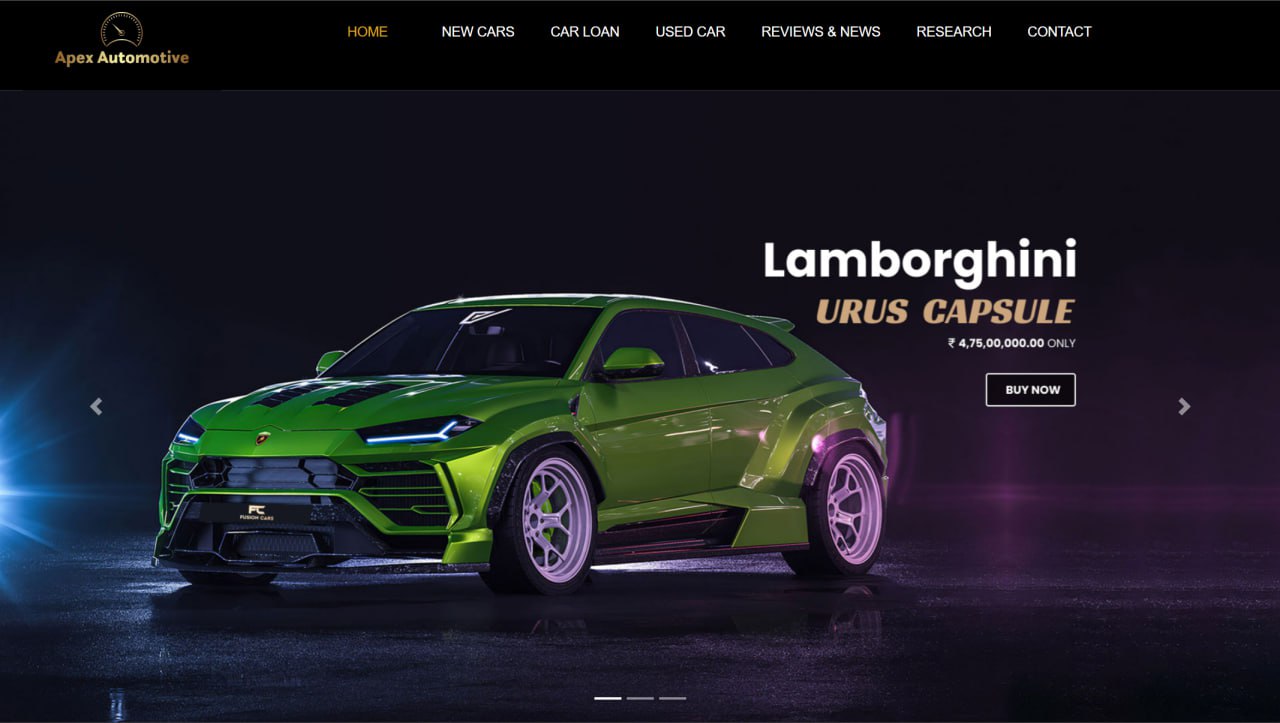 Apex Automotive
HOME
NEW CARS
CAR LOAN
USED CAR
REVIEWS & NEWS
RESEARCH
CONTACT
Lamborghini
URUS CAPSULE
₹ 4,75,00,000.00 ONLY
BUY NOW
FC
FUSION CARS